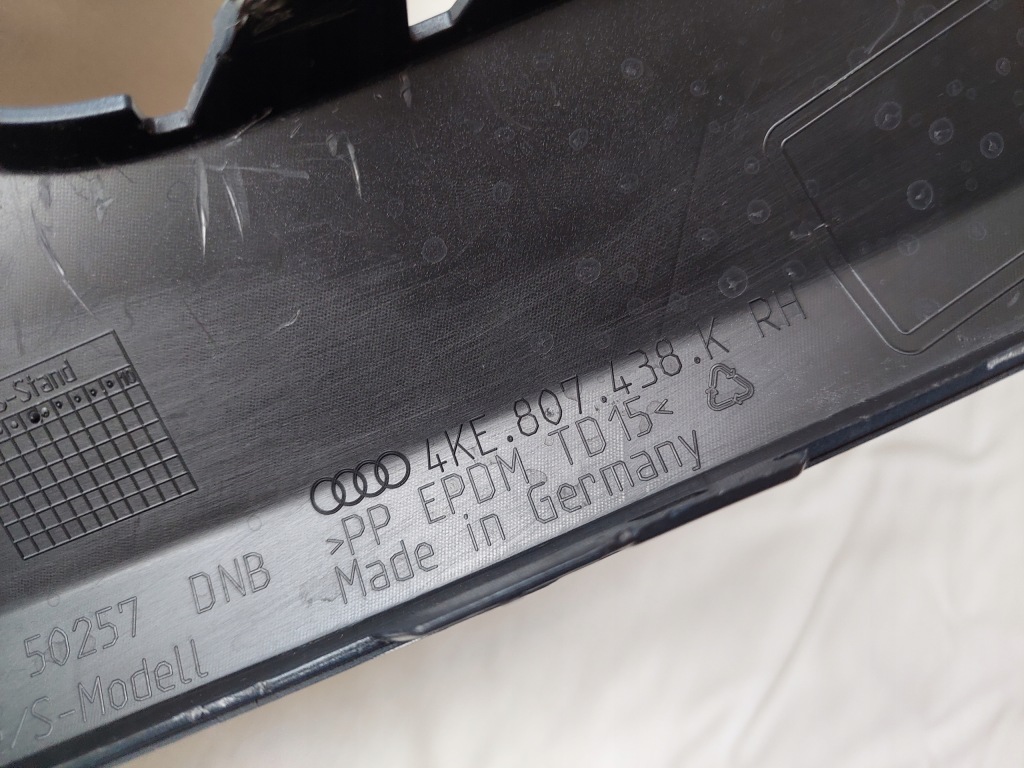 -Stand
4KE.807.438.K RH
>PP EPDM TD15<
Made in Germany
50257 DNB
/S-Modell